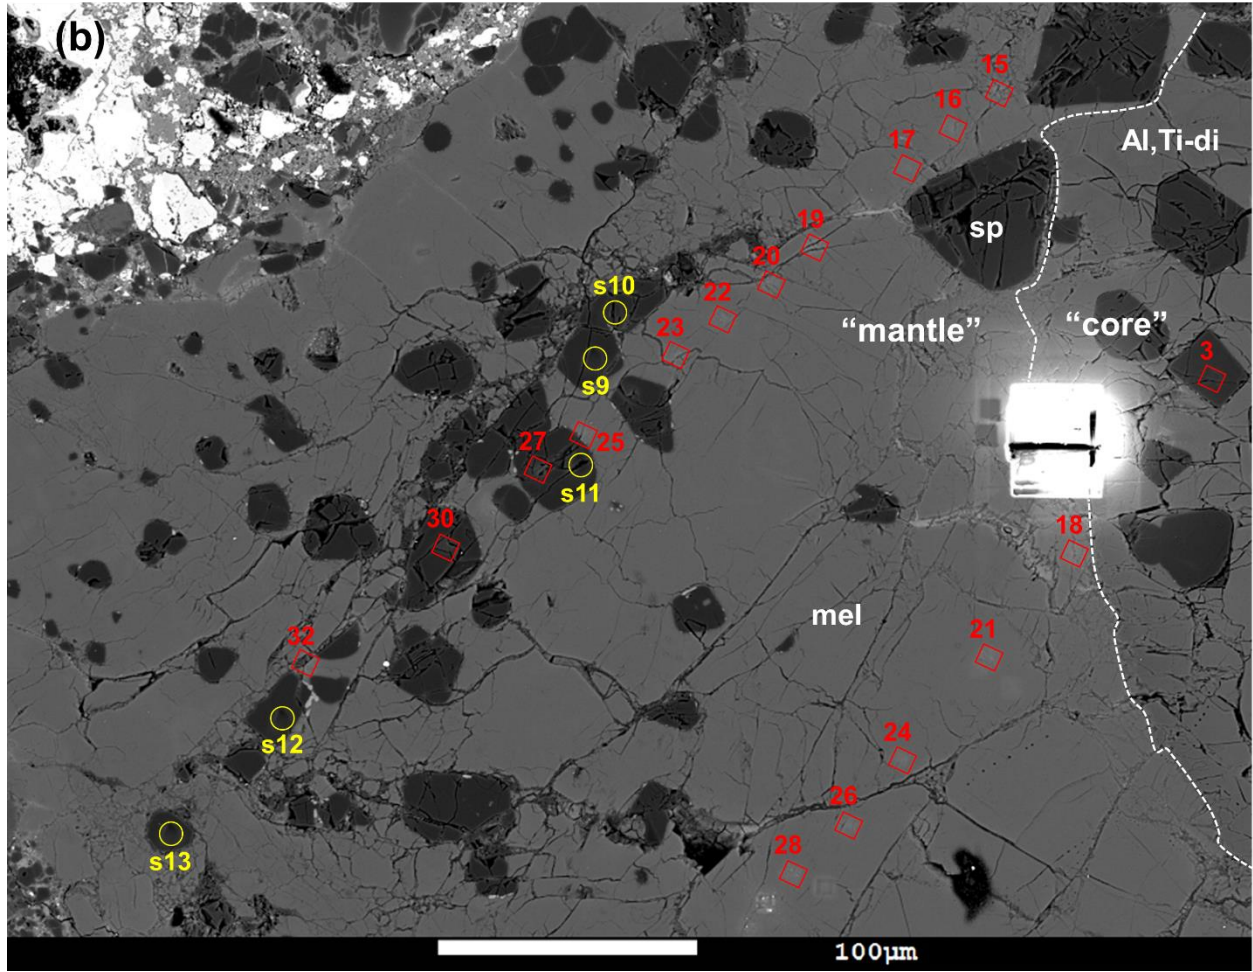 (b)
15
16
Al,Ti-di
17
sp
19
20
s10
22
“mantle”
“core”
23
3
s9
27
25
s11
30
18
mel
32
21
s12
24
26
s13
28
100μm